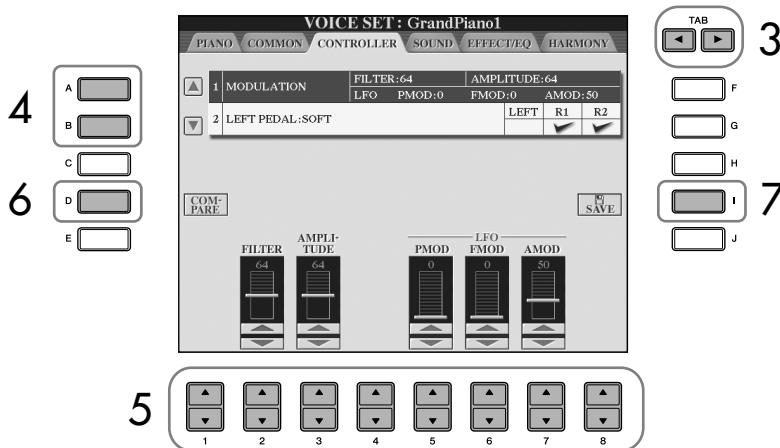 VOICE SET : GrandPiano1
PIANO COMMON CONTROLLER SOUND EFFECT/EQ HARMONY
TAB
3
1 MODULATION FILTER:64 AMPLITUDE:64
LFO PMOD:0 FMOD:0 AMOD:50
2 LEFT PEDAL:SOFT LEFT R1 R2
4
A
B
C
6
D
E
F
G
H
7
I
J
COM-
PARE
SAVE
FILTER
AMPLI-
TUDE
LFO
PMOD FMOD AMOD
64 64 0 0 50
5
1 2 3 4 5 6 7 8